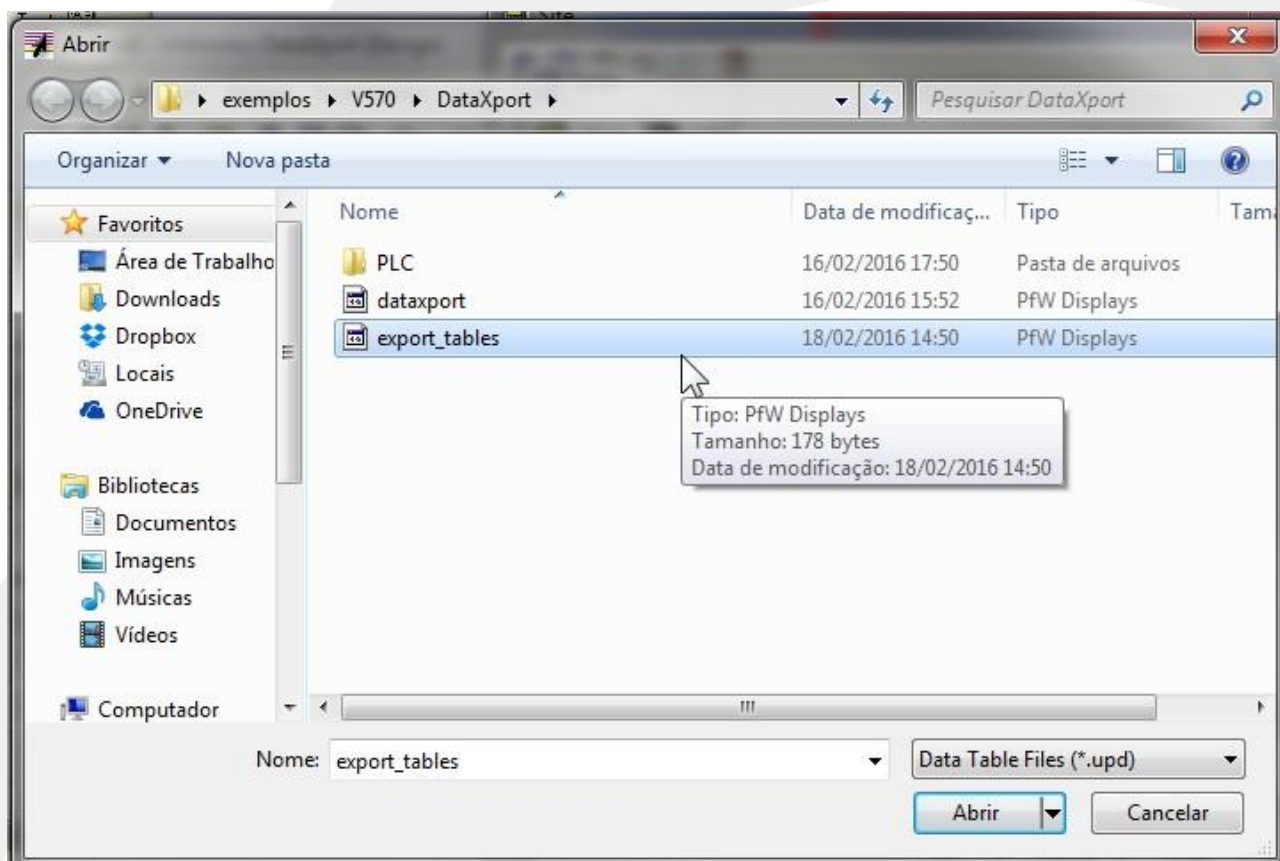 Site
Abrir
exemplos V570 DataXport
Pesquisar DataXport
Organizar Nova pasta
Favoritos
Área de Trabalho
Downloads
Dropbox
Locais
OneDrive
Bibliotecas
Documentos
Imagens
Músicas
Vídeos
Computador
Nome Data de modificaç... Tipo Tama
PLC 16/02/2016 17:50 Pasta de arquivos
dataxport 16/02/2016 15:52 PfW Displays
export_tables 18/02/2016 14:50 PfW Displays
Tipo: PfW Displays
Tamanho: 178 bytes
Data de modificação: 18/02/2016 14:50
Nome: export_tables Data Table Files (*.upd)
Abrir Cancelar